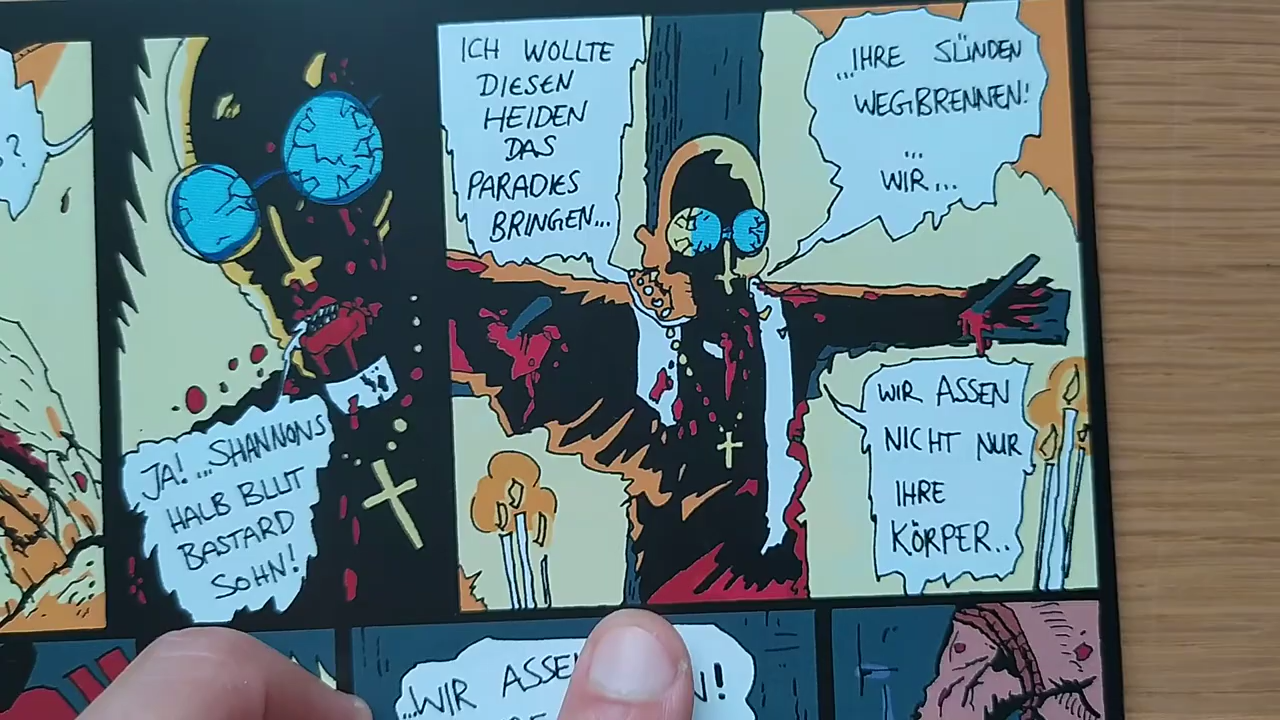 ?
JA! ...SHANNONS
HALB BLUT
BASTARD
SOHN!
ICH WOLLTE
DIESEN
HEIDEN
DAS
PARADIES
BRINGEN...
...IHRE SÜNDEN
WEGBRENNEN!
...
WIR...
WIR ASSEN
NICHT NUR
IHRE
KÖRPER..
...WIR